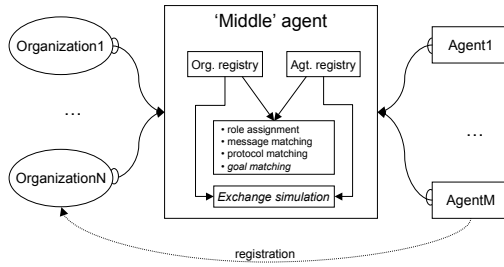 'Middle' agent
Organization1
Org. registry
Agt. registry
Agent1
...
• role assignment
• message matching
• protocol matching
• goal matching
...
OrganizationN
Exchange simulation
AgentM
registration